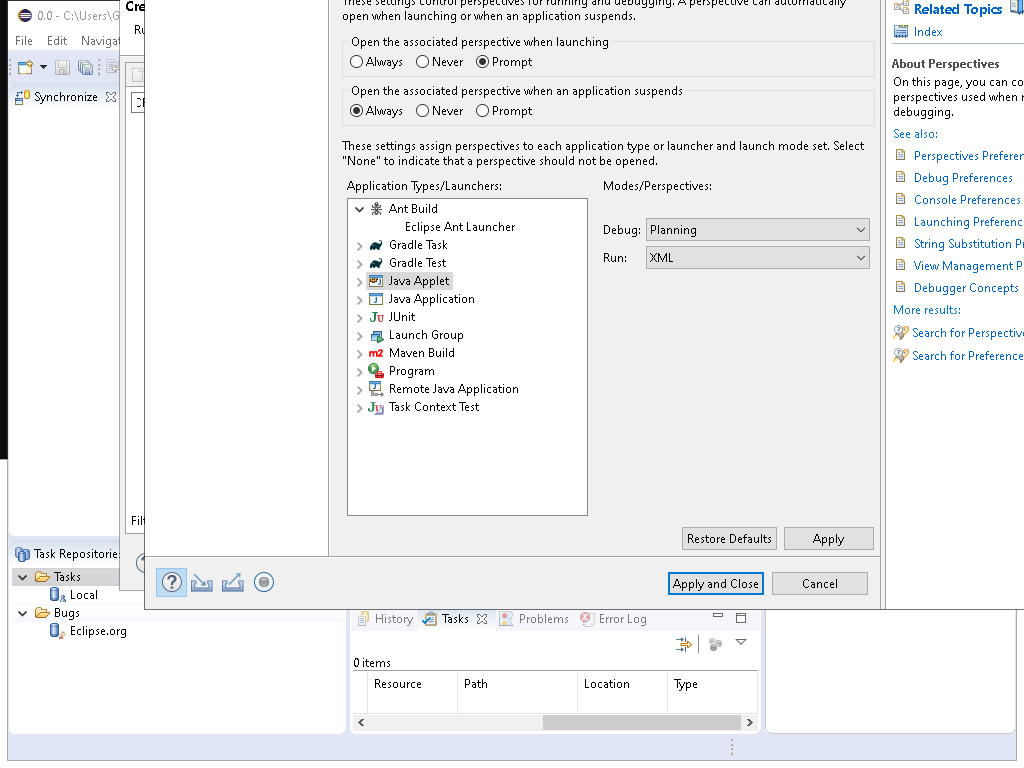 0.0 - C:\Users\G
File
Edit
Naviga
Synchronize
Cre
Ru
Filt
These settings control perspectives for running and debugging. A perspective can automatically
open when launching or when an application suspends.
Open the associated perspective when launching
Always
Never
Prompt
Open the associated perspective when an application suspends
Always
Never
Prompt
These settings assign perspectives to each application type or launcher and launch mode set. Select
"None" to indicate that a perspective should not be opened.
Application Types/Launchers:
Ant Build
Eclipse Ant Launcher
Gradle Task
Gradle Test
Java Applet
Java Application
JUnit
Launch Group
Maven Build
Program
Remote Java Application
Task Context Test
Modes/Perspectives:
Debug: Planning
Run: XML
Restore Defaults
Apply
Apply and Close
Cancel
Related Topics
Index
About Perspectives
On this page, you can co
perspectives used when r
debugging.
See also:
Perspectives Preferen
Debug Preferences
Console Preferences
Launching Preferenc
String Substitution Pr
View Management P
Debugger Concepts
More results:
Search for Perspective
Search for Preference
Task Repositorie
Tasks
Local
Bugs
Eclipse.org
History
Tasks
Problems
Error Log
0 items
Resource
Path
Location
Type